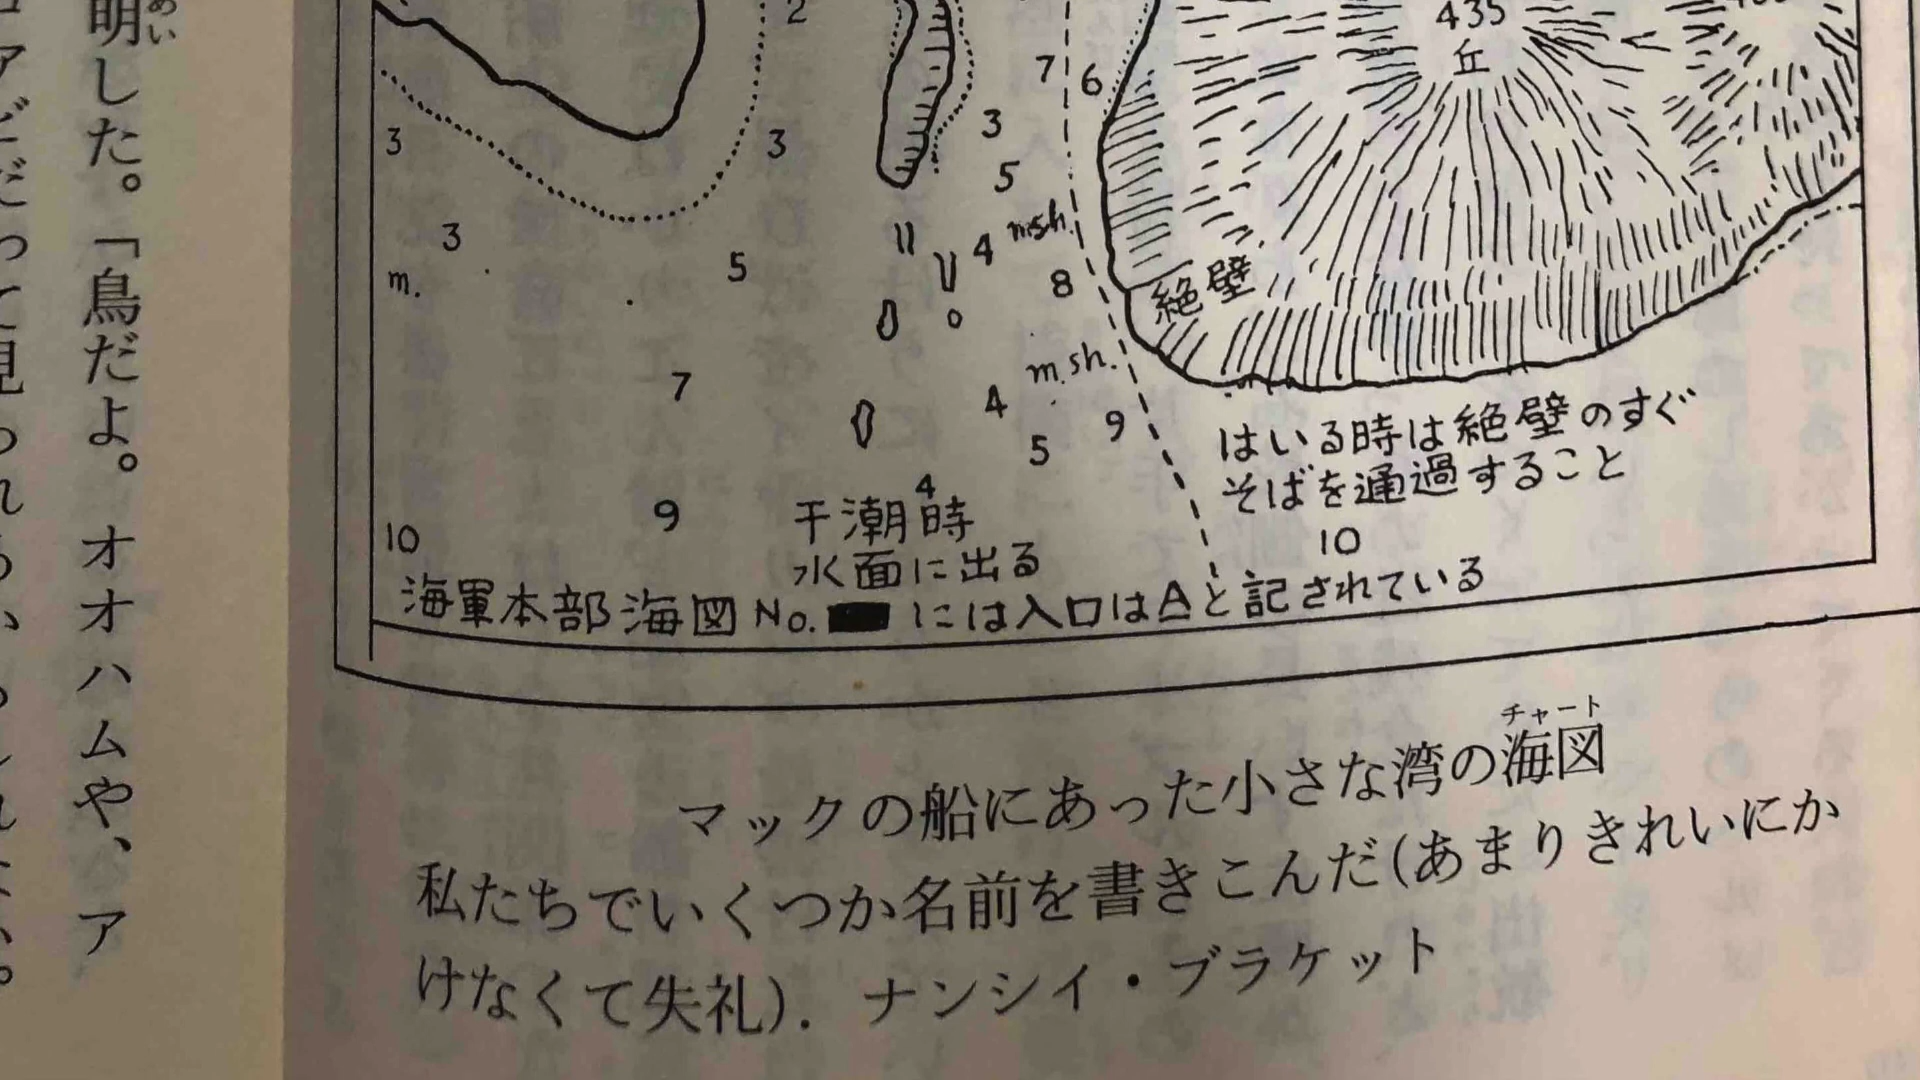 明した。「鳥だよ。オオハムや、ア
めい
2
435
丘
7
6
3
3
3
5
3
5
4
msh.
m.
8
絶壁
7
m.sh.
4
9
5
はいる時は絶壁のすぐ
そばを通過すること
9
4
干潮時
水面に出る
10
10
海軍本部海図No. には入口はAと記されている
チャート
マックの船にあった小さな湾の海図
私たちでいくつか名前を書きこんだ(あまりきれいにか
けなくて失礼). ナンシイ・ブラケット